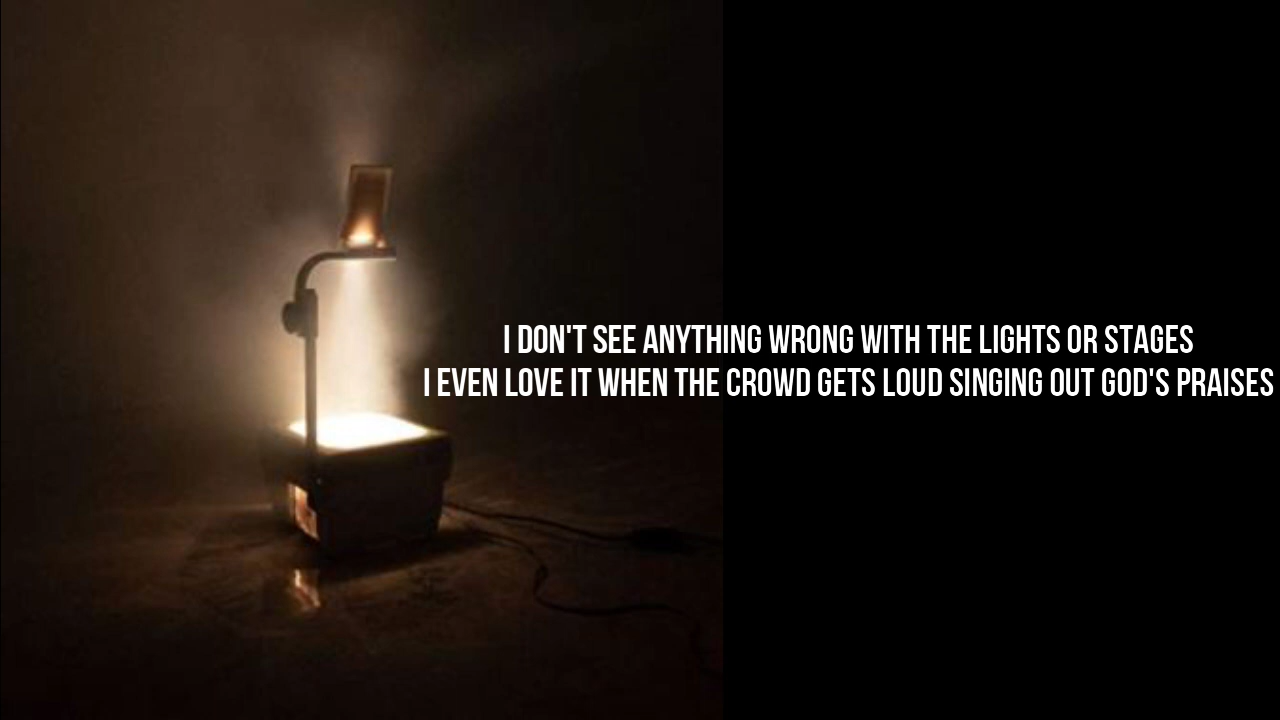 I DON'T SEE ANYTHING WRONG WITH THE LIGHTS OR STAGES
I EVEN LOVE IT WHEN THE CROWD GETS LOUD SINGING OUT GOD'S PRAISES